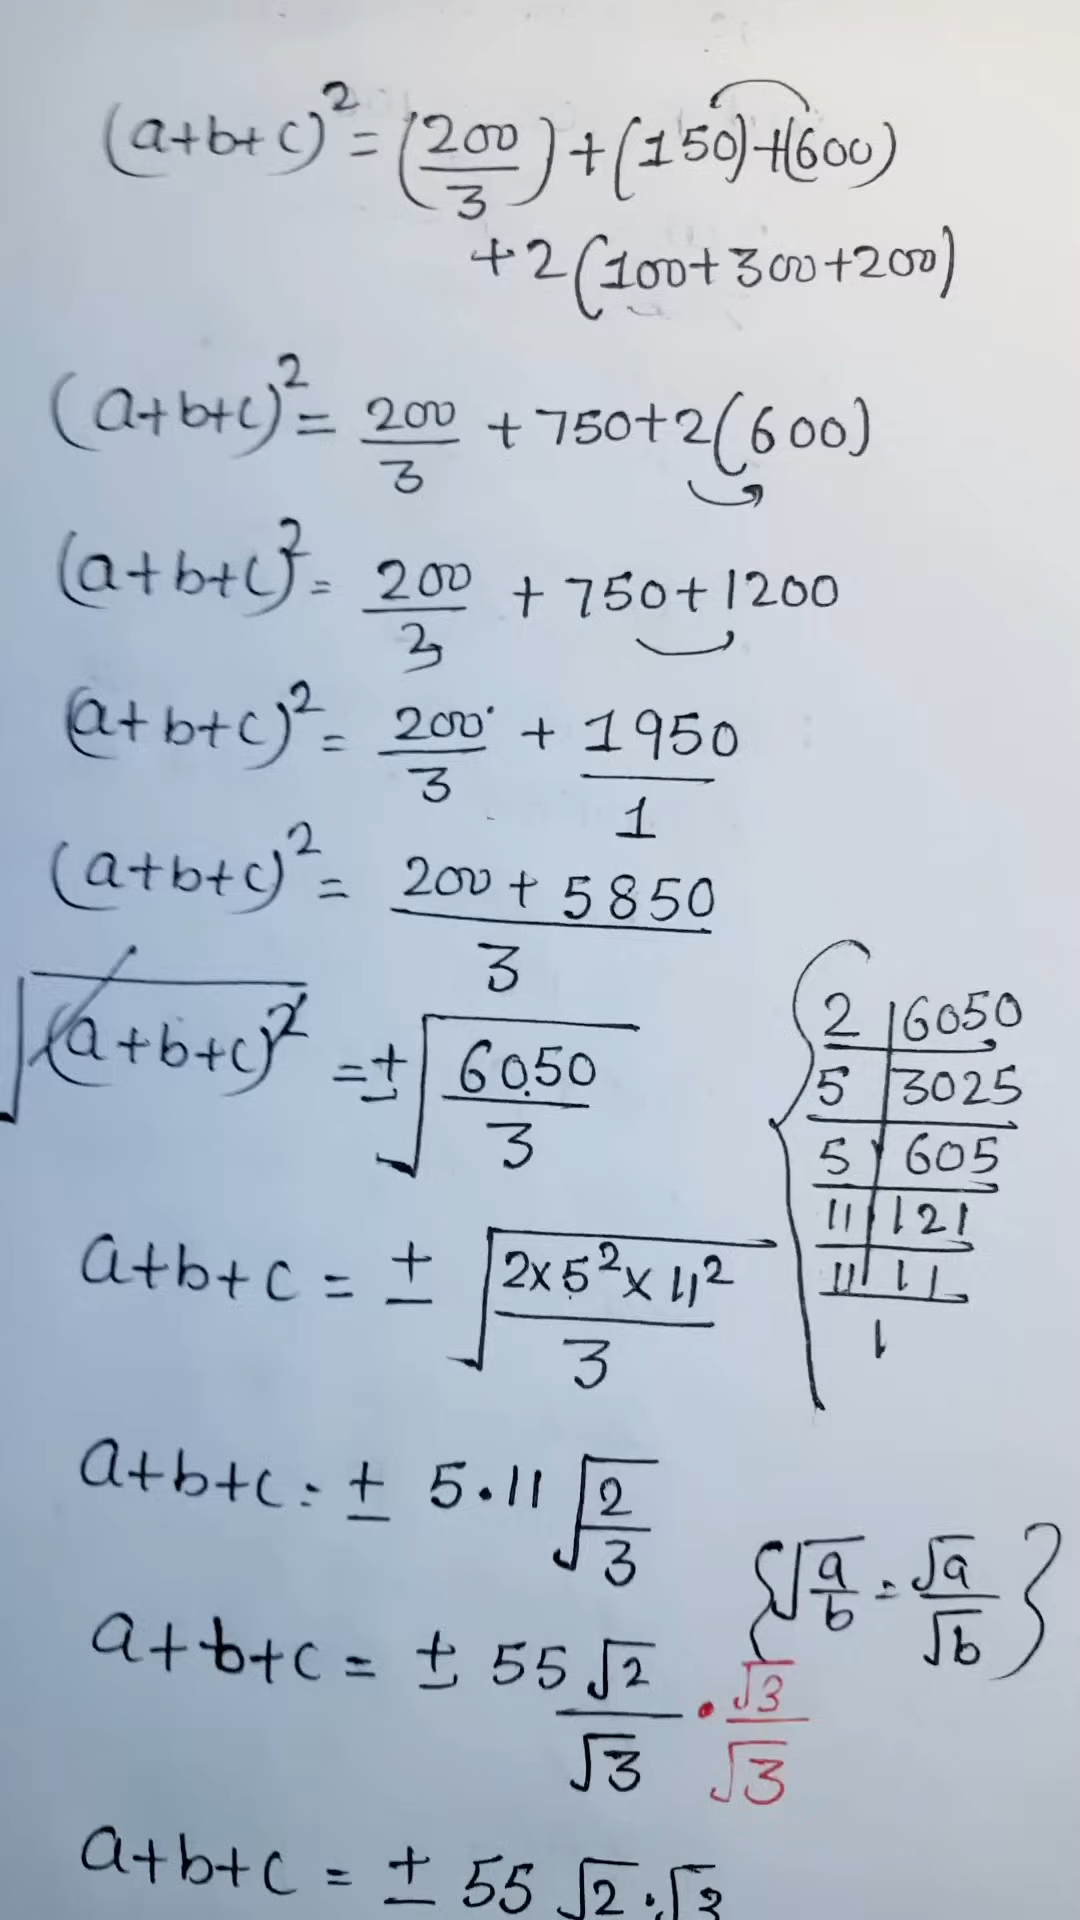 (a+b+c)² = (200/3) + (150) + (600)
+2(100+300+200)
(a+b+c)² = 200/3 + 750+2(600)
(a+b+c)² = 200/3 + 750+1200
(a+b+c)² = 200/3 + 1950/1
(a+b+c)² = (200+5850)/3
√(a+b+c)² = ±√(6050/3)
2 | 6050
5 | 3025
5 | 605
11 | 121
11 | 11
1
a+b+c = ± √((2×5²×11²)/3)
a+b+c = ± 5·11 √(2/3)
{√(a/b) = √a/√b}
a+b+c = ± 55 √2/√3 · √3/√3
a+b+c = ± 55 √2·√3